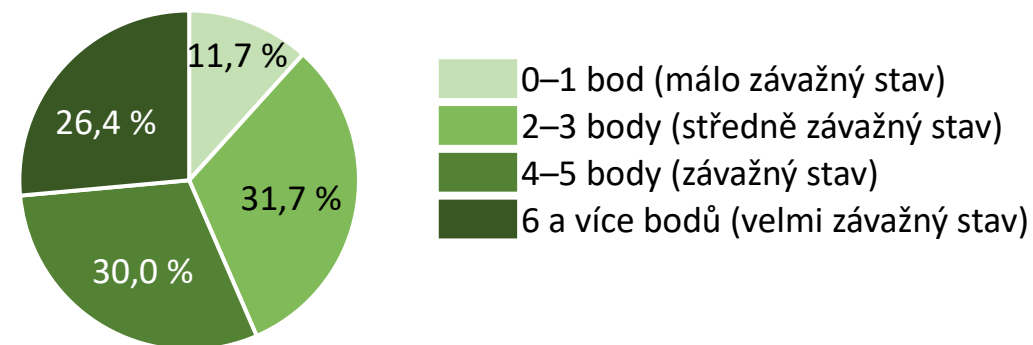 11,7 %
26,4 %
31,7 %
30,0 %
0–1 bod (málo závažný stav)
2–3 body (středně závažný stav)
4–5 body (závažný stav)
6 a více bodů (velmi závažný stav)